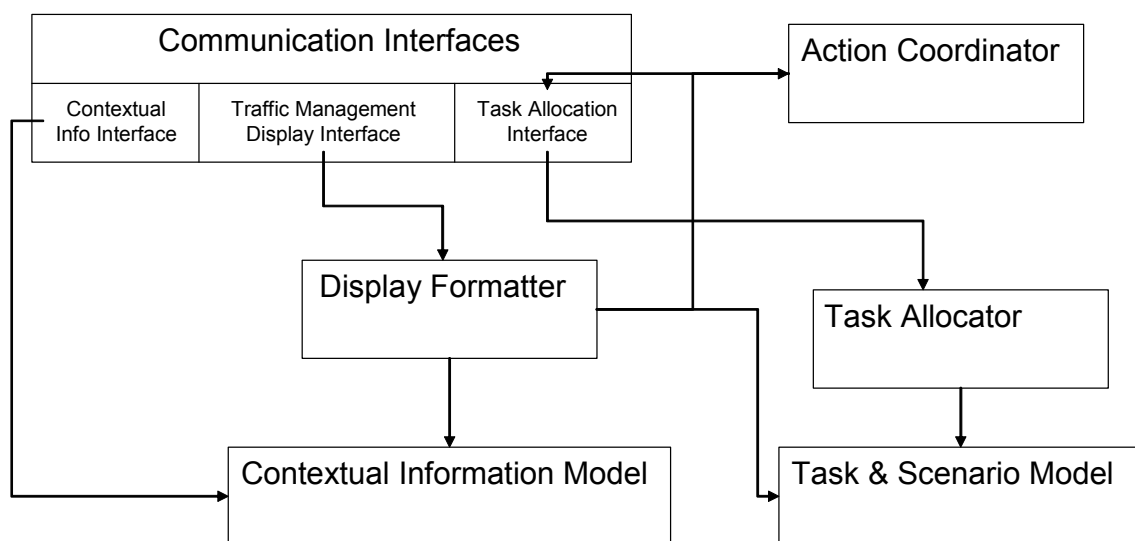 Communication Interfaces
Action Coordinator
Contextual
Info Interface
Traffic Management
Display Interface
Task Allocation
Interface
Display Formatter
Task Allocator
Contextual Information Model
Task & Scenario Model